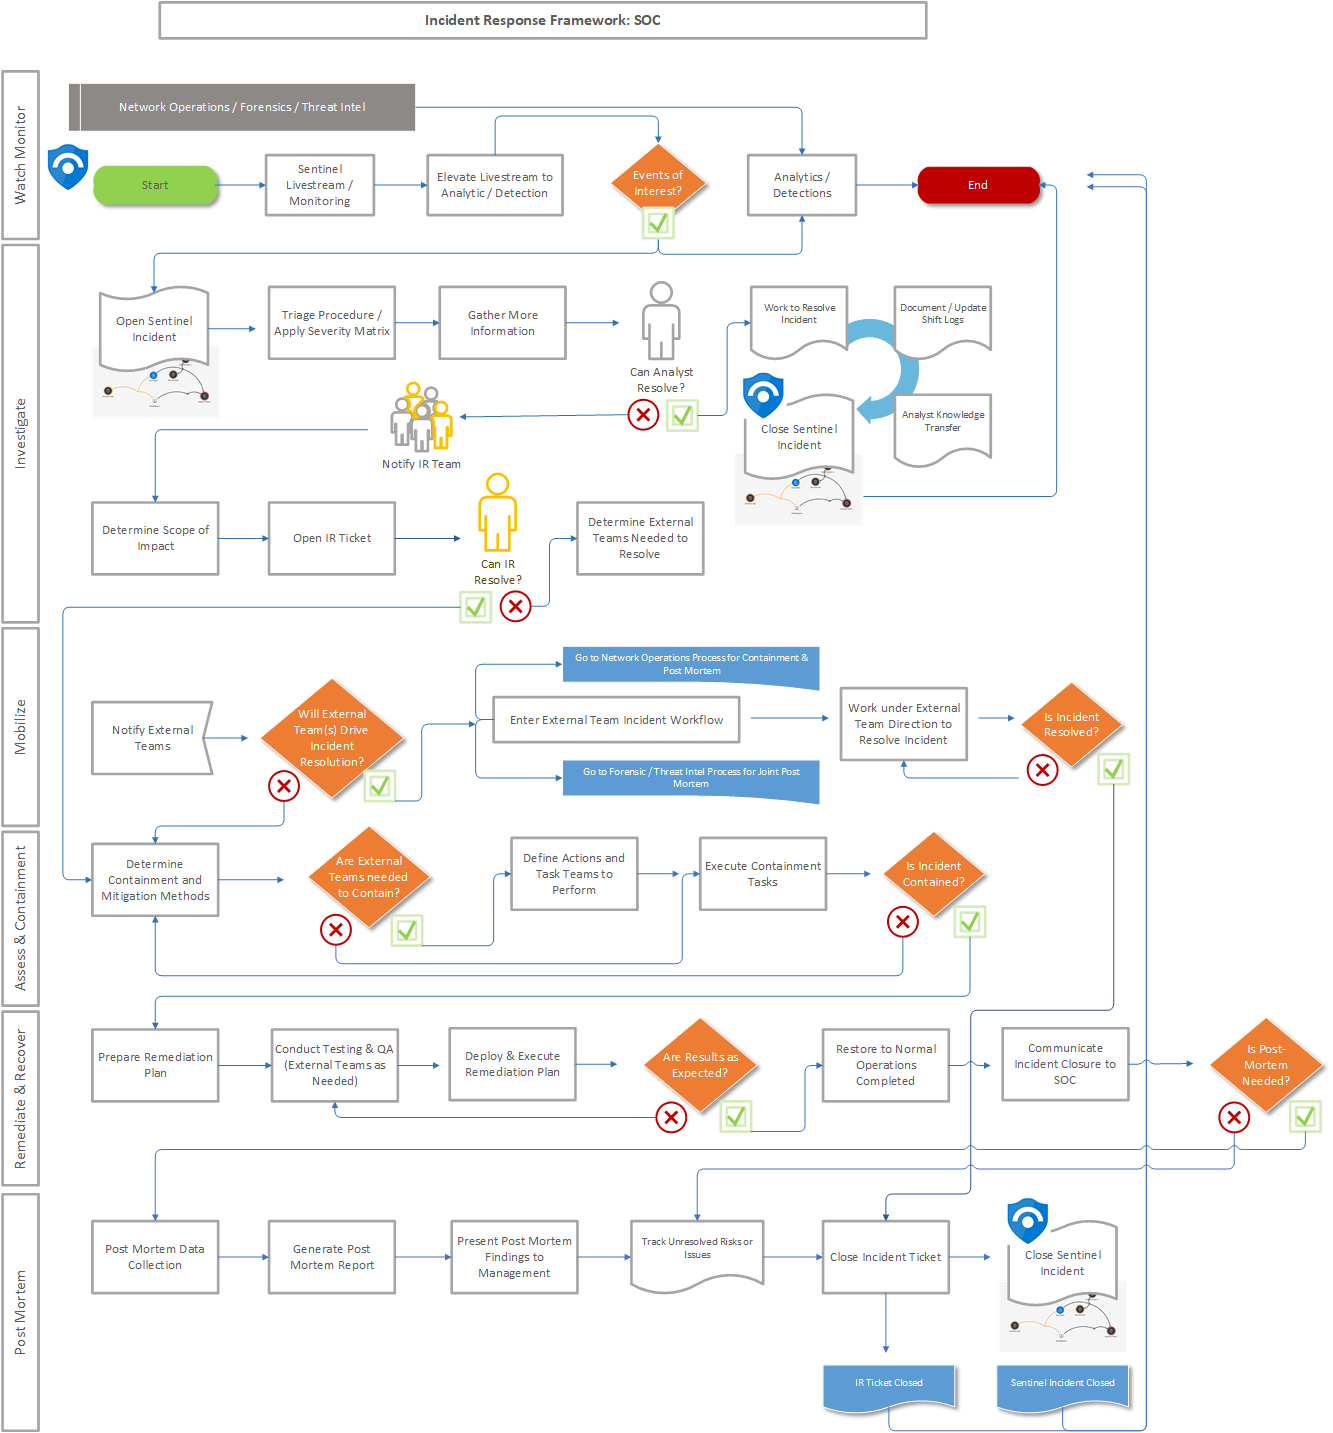 Incident Response Framework: SOC
Watch Monitor
Network Operations / Forensics / Threat Intel
Start
Sentinel
Livestream /
Monitoring
Elevate Livestream to
Analytic / Detection
Events of
Interest?
Analytics /
Detections
End
Investigate
Open Sentinel
Incident
Triage Procedure /
Apply Severity Matrix
Gather More
Information
Can Analyst
Resolve?
Work to Resolve
Incident
Document / Update
Shift Logs
Analyst Knowledge
Transfer
Close Sentinel
Incident
Notify IR Team
Determine Scope of
Impact
Open IR Ticket
Can IR
Resolve?
Determine External
Teams Needed to
Resolve
Mobilize
Notify External
Teams
Will External
Team(s) Drive
Incident
Resolution?
Go to Network Operations Process for Containment &
Post Mortem
Enter External Team Incident Workflow
Go to Forensic / Threat Intel Process for Joint Post
Mortem
Work under External
Team Direction to
Resolve Incident
Is Incident
Resolved?
Assess & Containment
Determine
Containment and
Mitigation Methods
Are External
Teams needed
to Contain?
Define Actions and
Task Teams to
Perform
Execute Containment
Tasks
Is Incident
Contained?
Remediate & Recover
Prepare Remediation
Plan
Conduct Testing & QA
(External Teams as
Needed)
Deploy & Execute
Remediation Plan
Are Results as
Expected?
Restore to Normal
Operations
Completed
Communicate
Incident Closure to
SOC
Is Post-
Mortem
Needed?
Post Mortem
Post Mortem Data
Collection
Generate Post
Mortem Report
Present Post Mortem
Findings to
Management
Track Unresolved Risks or
Issues
Close Incident Ticket
Close Sentinel
Incident
IR Ticket Closed
Sentinel Incident Closed